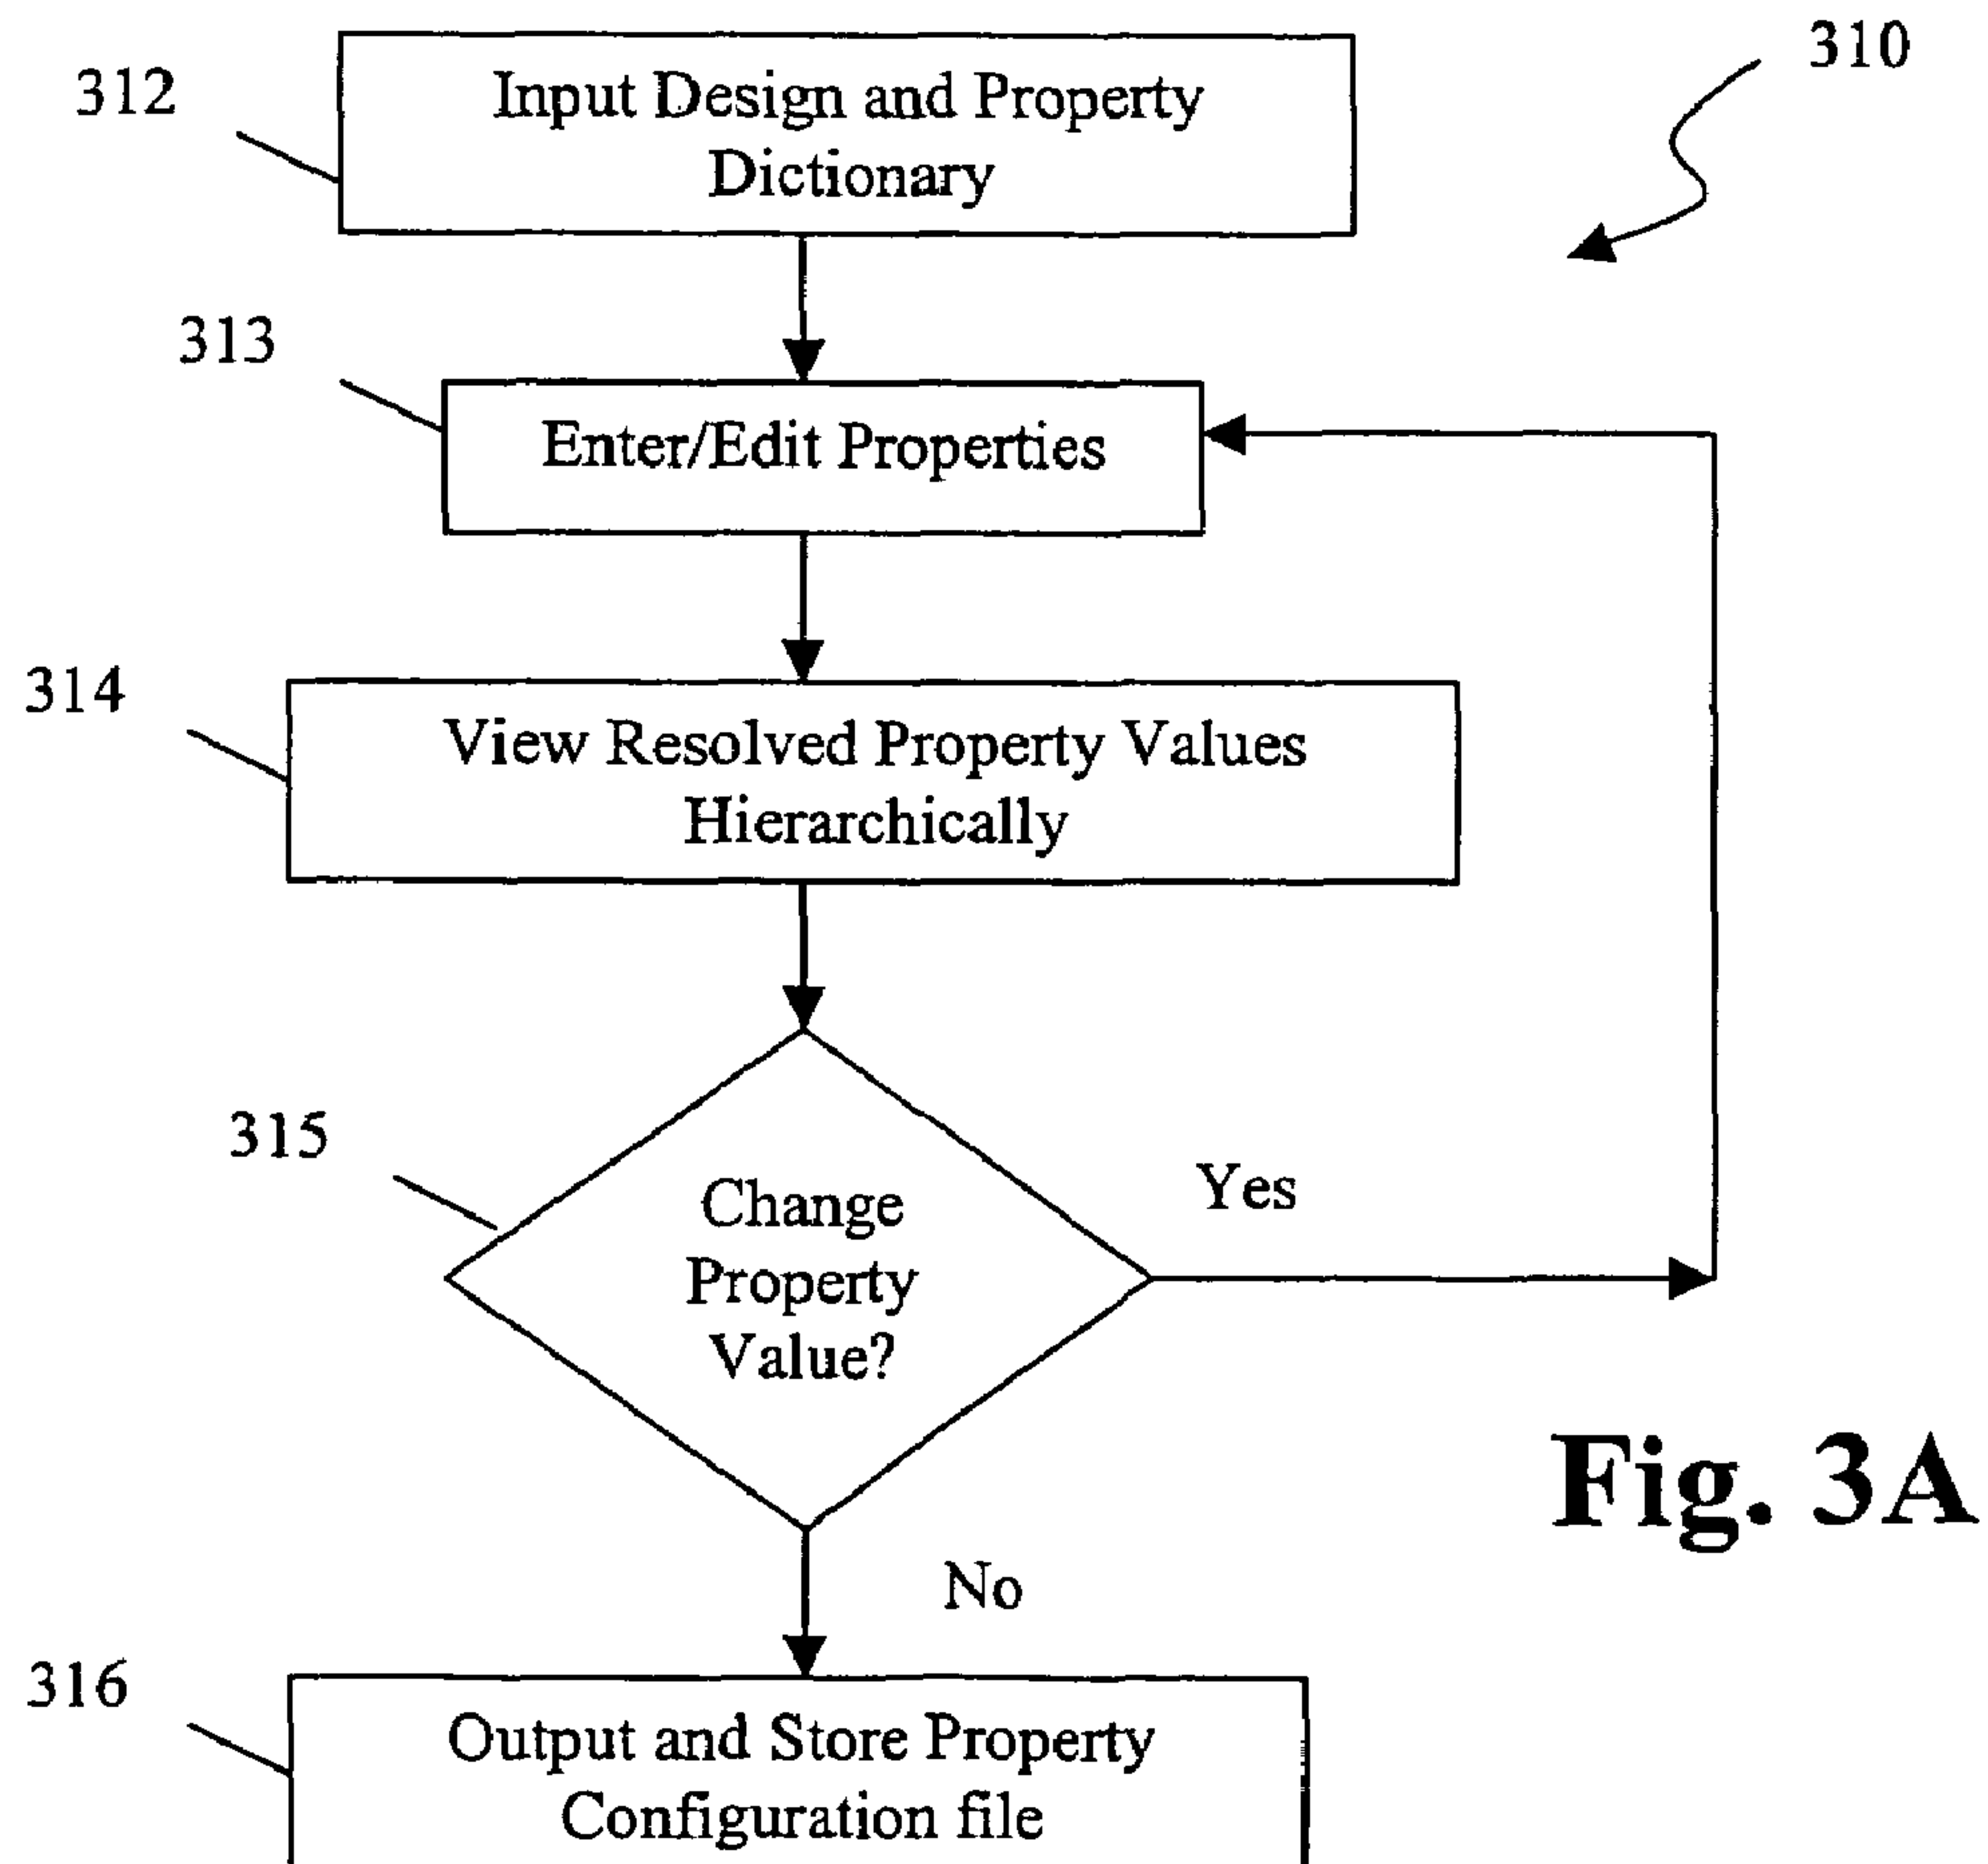 310
312
Input Design and Property
Dictionary
313
Enter/Edit Properties
314
View Resolved Property Values
Hierarchically
315
Change
Property
Value?
Yes
Fig. 3A
No
316
Output and Store Property
Configuration file